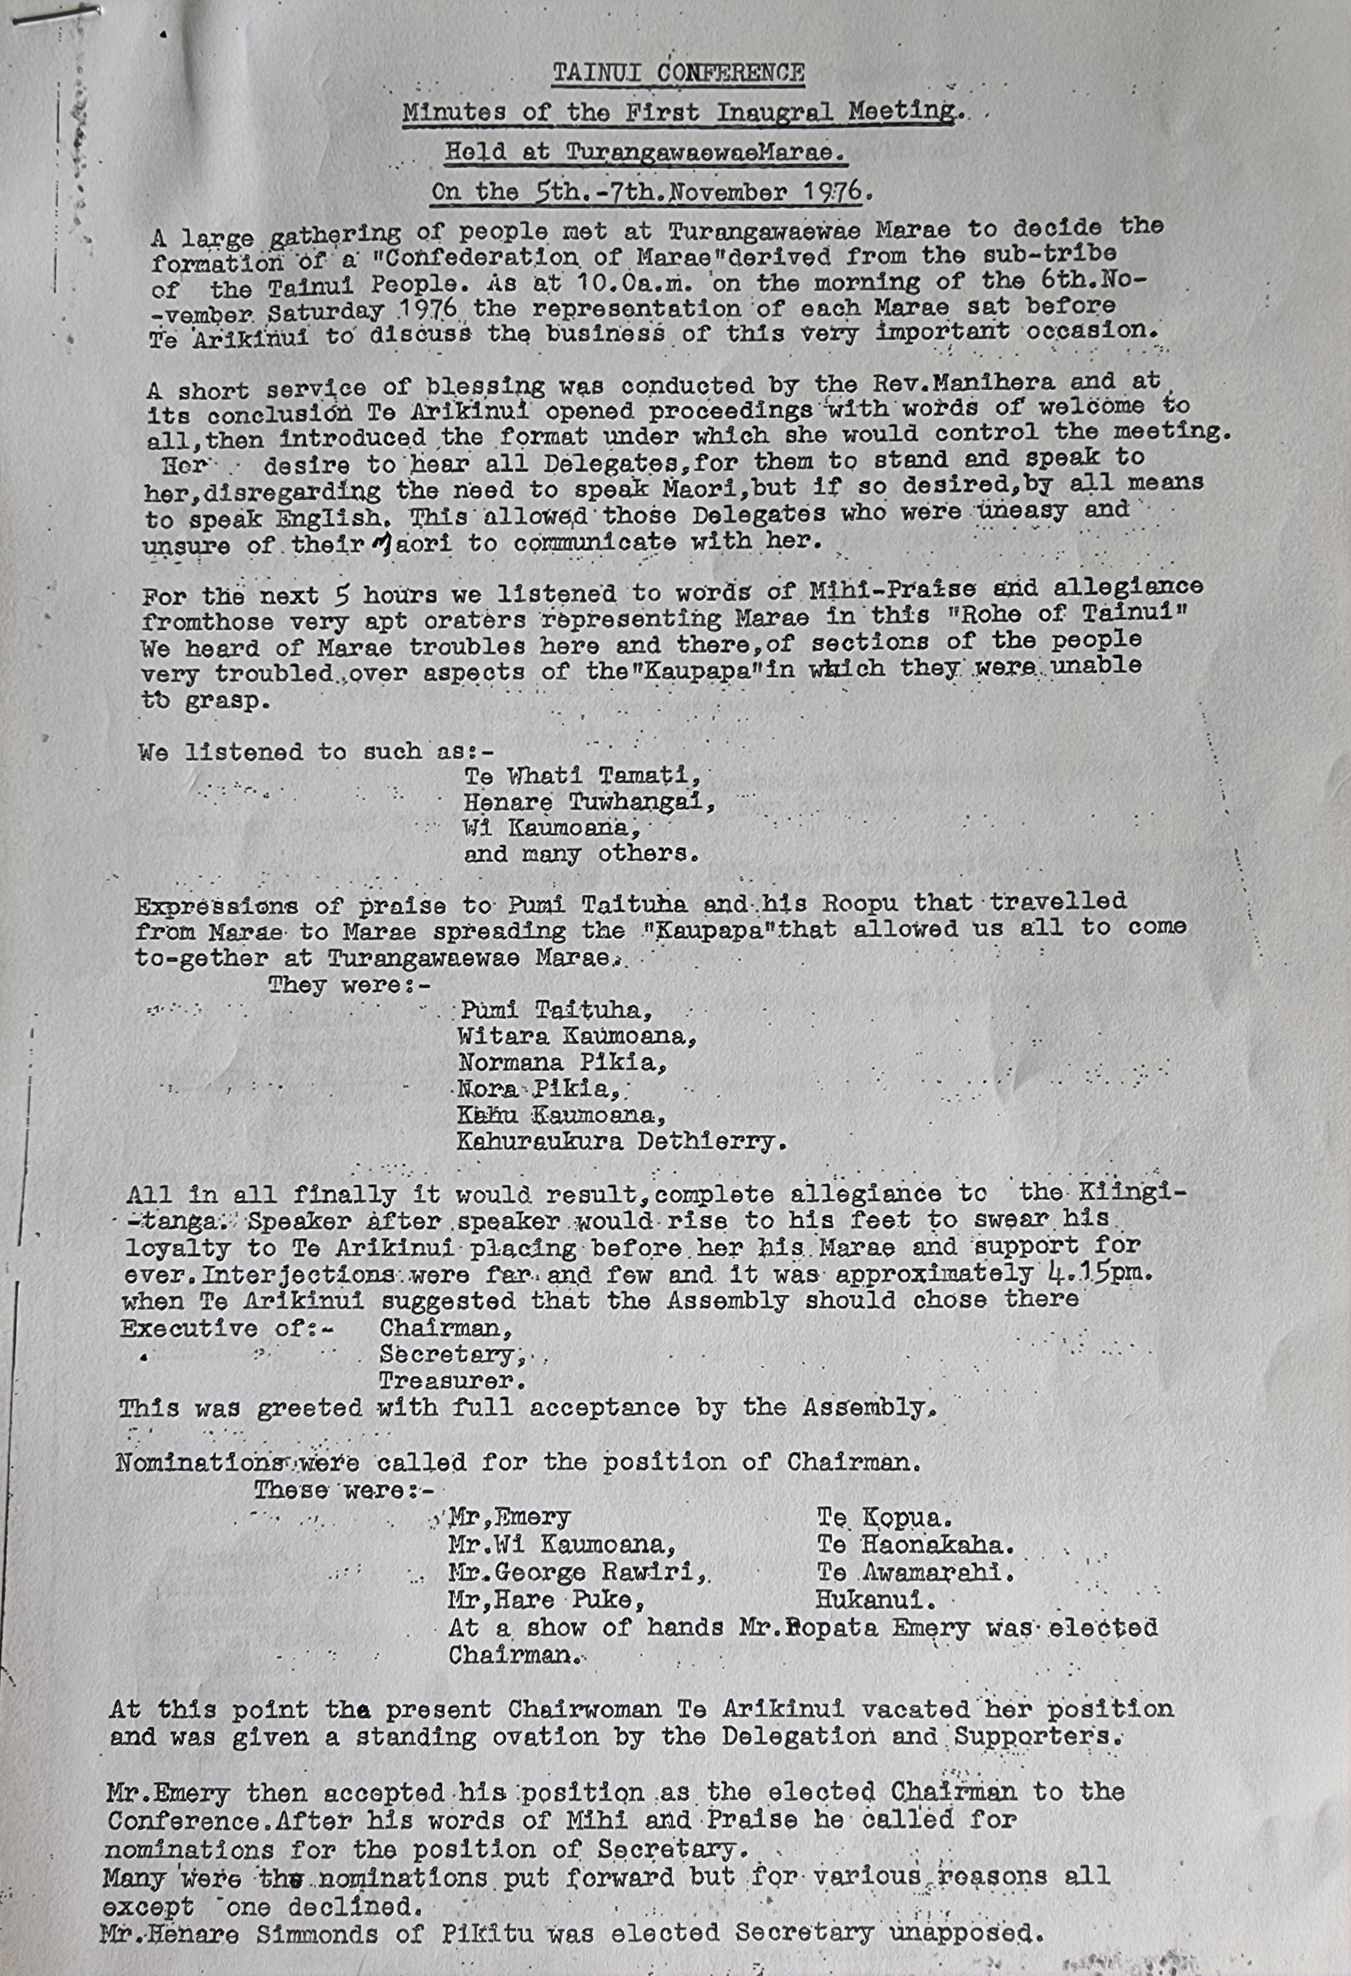 TAINUI CONFERENCE
Minutes of the First Inaugral Meeting.
Held at TurangawaewaeMarae.
On the 5th.-7th.November 1976.
A large gathering of people met at Turangawaewae Marae to decide the
formation of a "Confederation of Marae"derived from the sub-tribe
of the Tainui People. As at 10.0a.m. on the morning of the 6th.No-
-vember Saturday 1976 the representation of each Marae sat before
Te Arikinui to discuss the business of this very important occasion.
A short service of blessing was conducted by the Rev.Manihera and at
its conclusion Te Arikinui opened proceedings with words of welcome to
all,then introduced the format under which she would control the meeting.
Her desire to hear all Delegates,for them to stand and speak to
her,disregarding the need to speak Maori,but if so desired,by all means
to speak English. This allowed those Delegates who were uneasy and
unsure of their Maori to communicate with her.
For the next 5 hours we listened to words of Mihi-Praise and allegiance
fromthose very apt oraters representing Marae in this "Rohe of Tainui"
We heard of Marae troubles here and there,of sections of the people
very troubled over aspects of the"Kaupapa"in which they were unable
to grasp.
We listened to such as:-
Te Whati Tamati,
Henare Tuwhangai,
Wi Kaumoana,
and many others.
Expressions of praise to Pumi Taituha and his Roopu that travelled
from Marae to Marae spreading the "Kaupapa"that allowed us all to come
to-gether at Turangawaewae Marae.
They were:-
Pumi Taituha,
Witara Kaumoana,
Normana Pikia,
Nora Pikia,
Kahu Kaumoana,
Kahuraukura Dethierry.
All in all finally it would result,complete allegiance to the Kiingi-
-tanga. Speaker after speaker would rise to his feet to swear his
loyalty to Te Arikinui placing before her his Marae and support for
ever.Interjections were far and few and it was approximately 4.15pm.
when Te Arikinui suggested that the Assembly should chose there
Executive of:- Chairman,
Secretary,
Treasurer.
This was greeted with full acceptance by the Assembly.
Nominations were called for the position of Chairman.
These were:-
Mr,Emery Te Kopua.
Mr.Wi Kaumoana, Te Haonakaha.
Mr.George Rawiri, Te Awamarahi.
Mr,Hare Puke, Hukanui.
At a show of hands Mr.Ropata Emery was elected
Chairman.
At this point the present Chairwoman Te Arikinui vacated her position
and was given a standing ovation by the Delegation and Supporters.
Mr.Emery then accepted his position as the elected Chairman to the
Conference.After his words of Mihi and Praise he called for
nominations for the position of Secretary.
Many were the nominations put forward but for various reasons all
except one declined.
Mr.Henare Simmonds of Pikitu was elected Secretary unapposed.